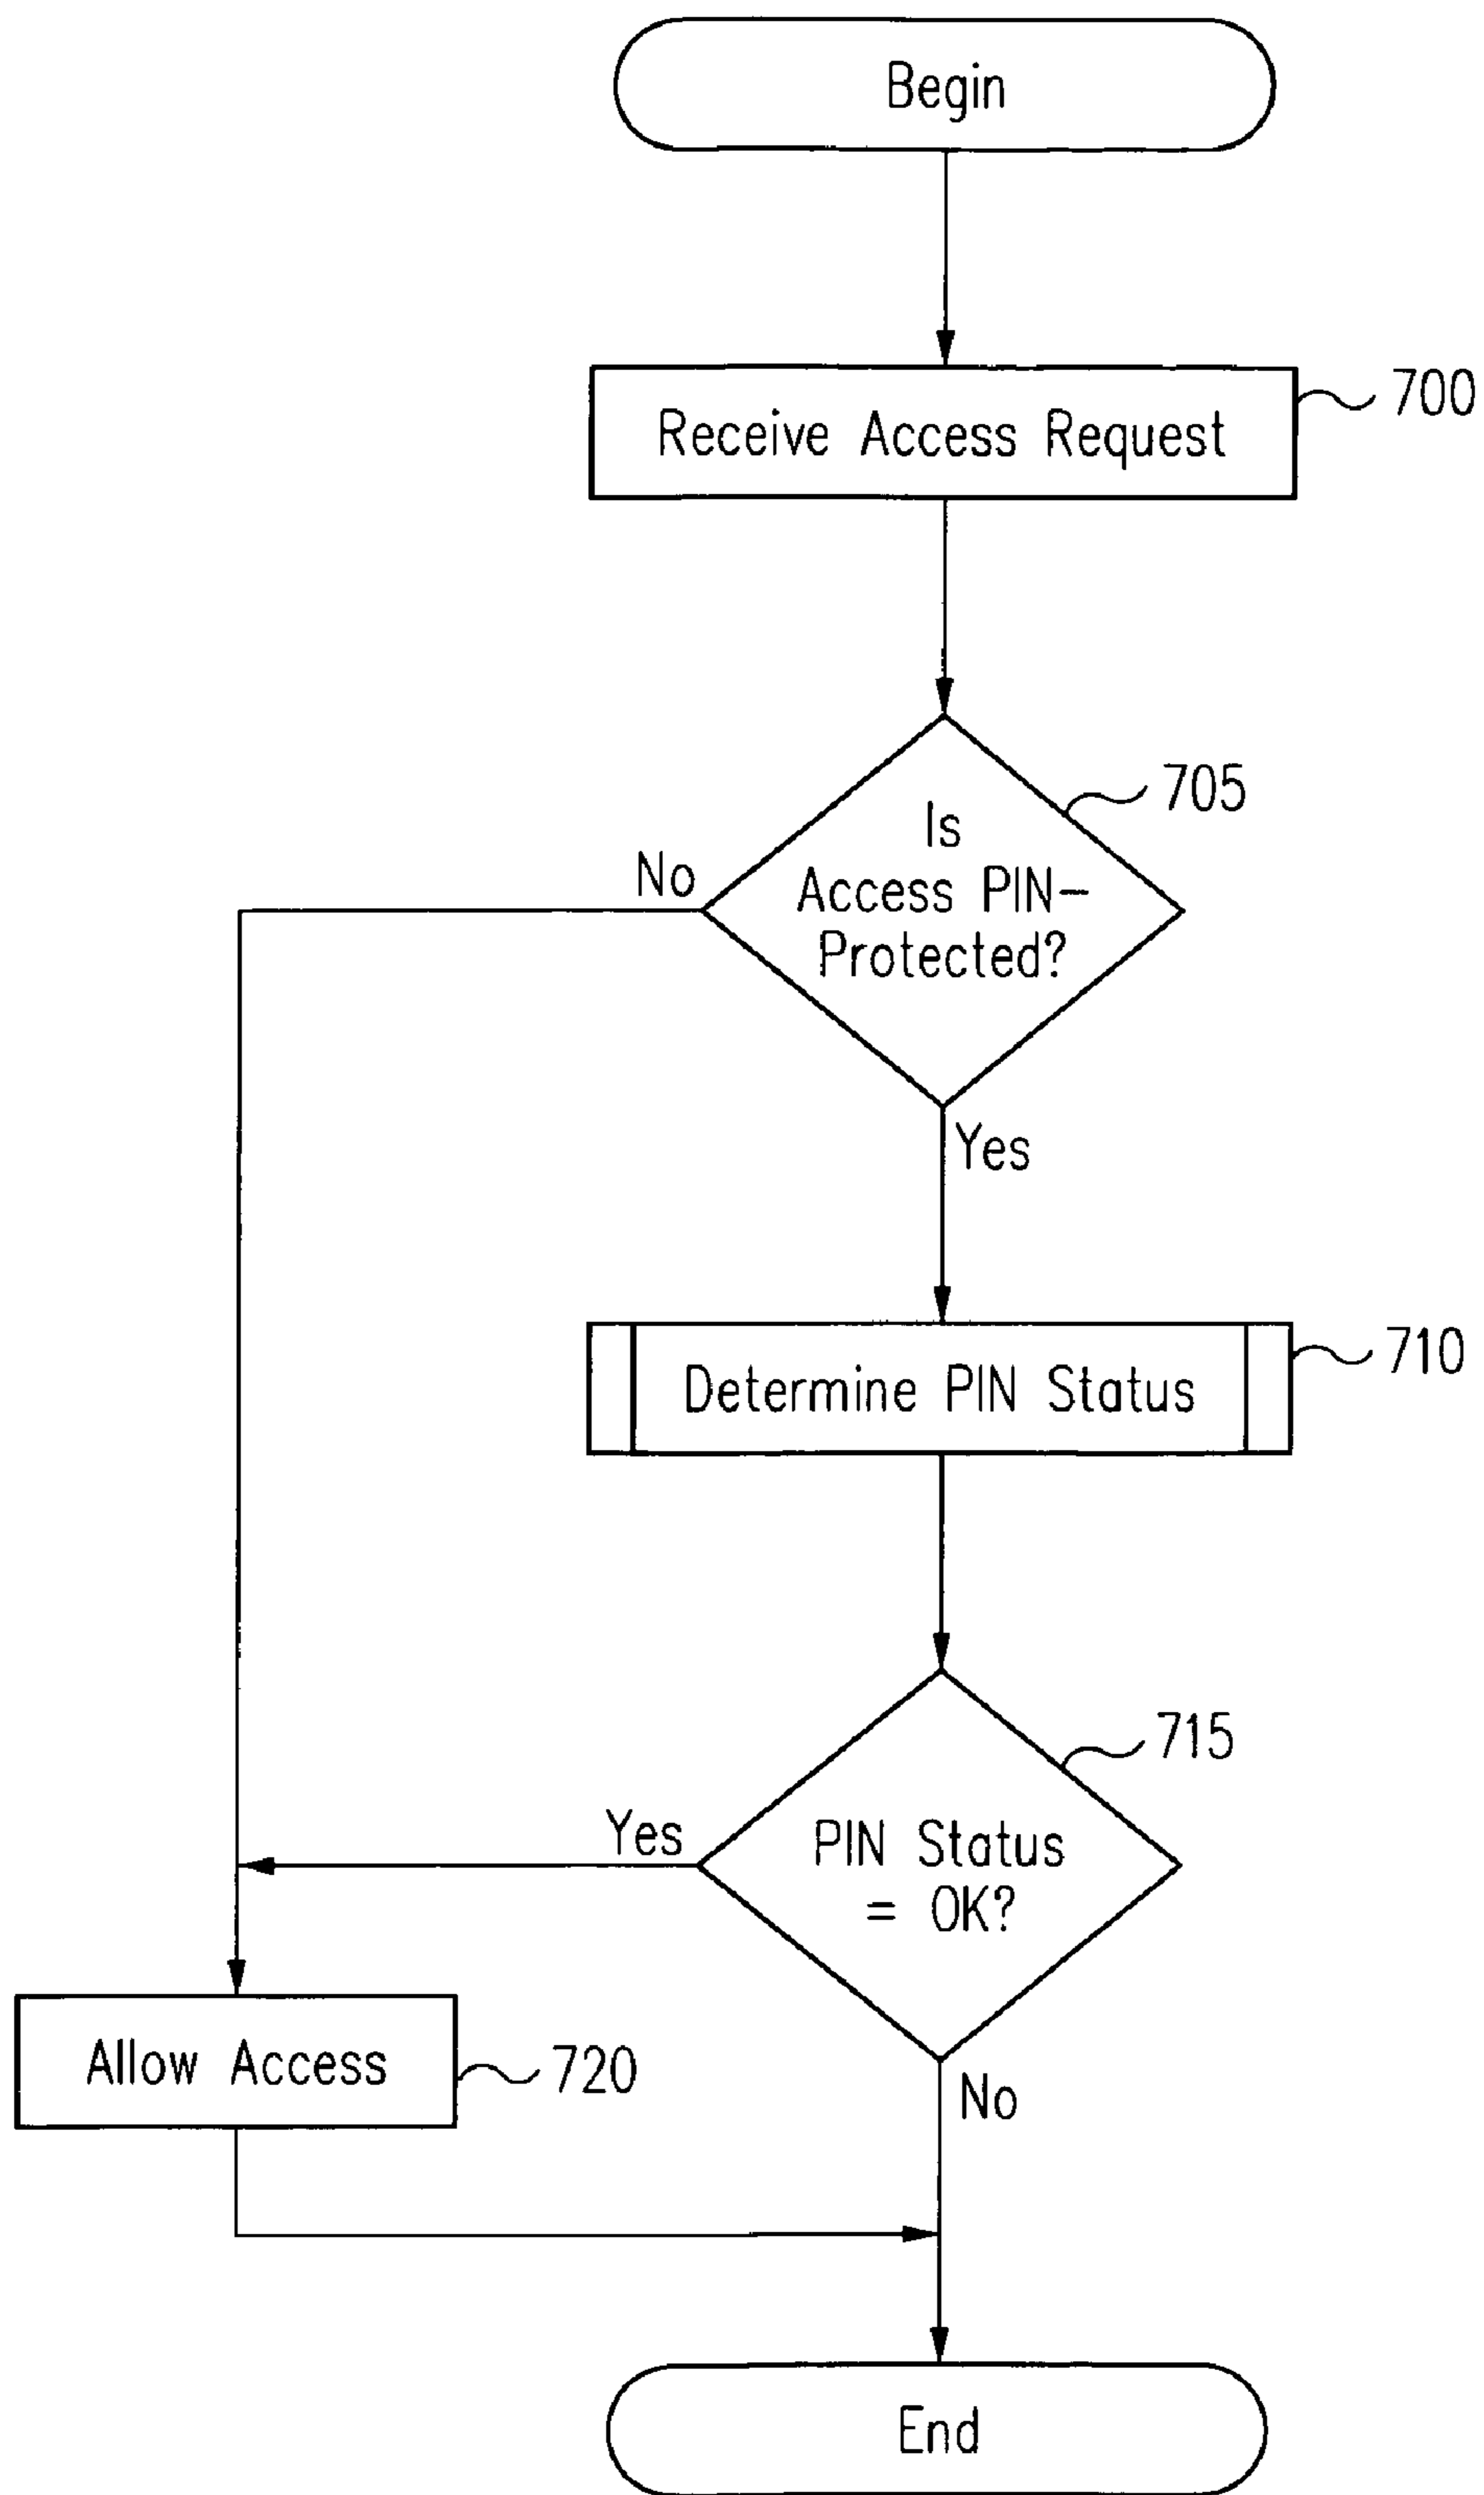 Begin
Receive Access Request
700
705
Is
Access PIN-
Protected?
No
Yes
Determine PIN Status
710
715
Yes
PIN Status
= OK?
Allow Access
720
No
End